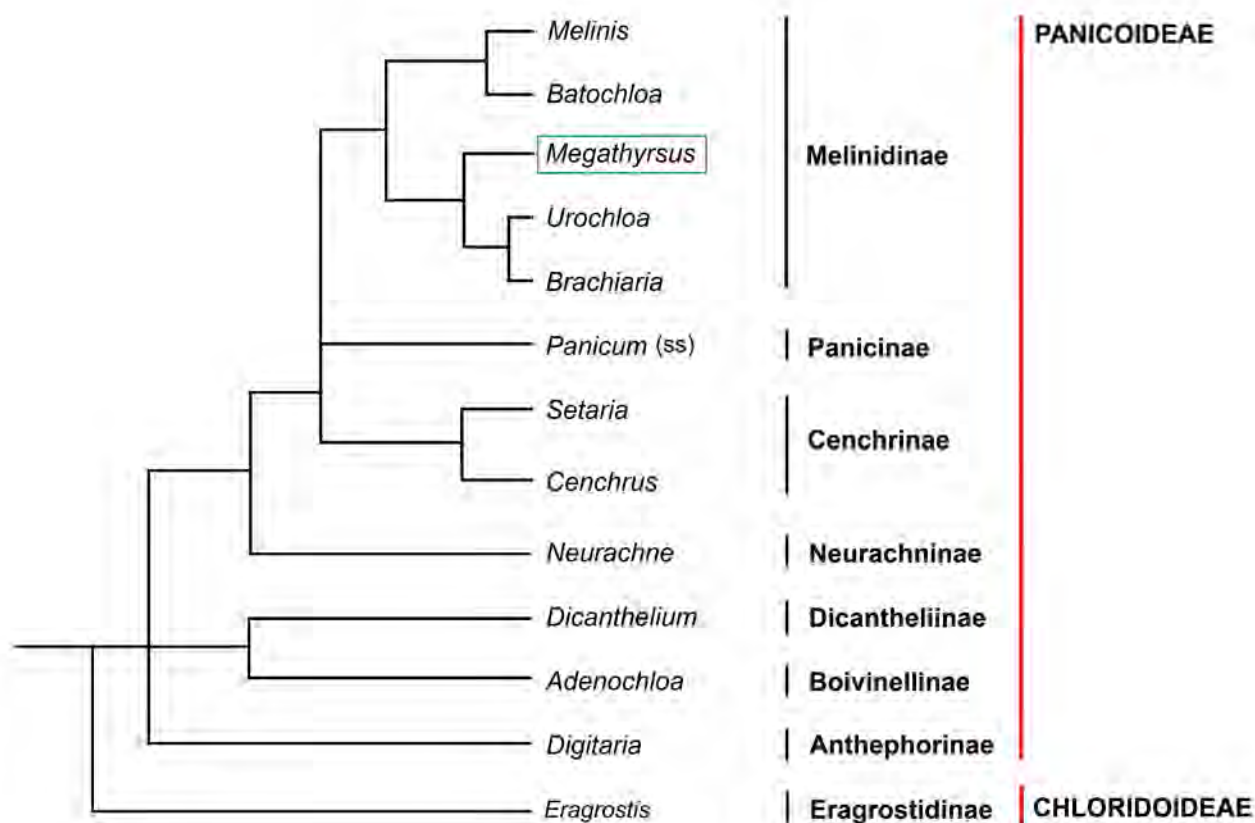 Melinis
PANICOIDEAE
Batochloa
Megathyrsus
Melinidinae
Urochloa
Brachiaria
Panicum (ss)
Panicinae
Setaria
Cenchrinae
Cenchrus
Neurachne
Neurachninae
Dicanthelium
Dicantheliinae
Adenochloa
Boivinellinae
Digitaria
Anthephorinae
Eragrostis
Eragrostidinae
CHLORIDOIDEAE